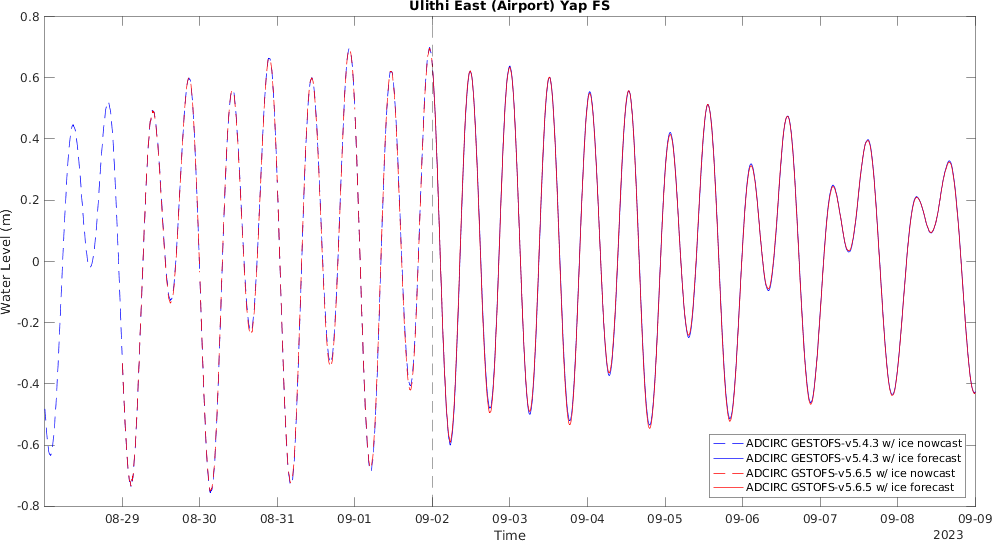 Ulithi East (Airport) Yap FS
0.8
0.6
0.4
0.2
0
-0.2
-0.4
-0.6
-0.8
Water Level (m)
ADCIRC GESTOFS-v5.4.3 w/ ice nowcast
ADCIRC GESTOFS-v5.4.3 w/ ice forecast
ADCIRC GSTOFS-v5.6.5 w/ ice nowcast
ADCIRC GSTOFS-v5.6.5 w/ ice forecast
08-29 08-30 08-31 09-01 09-02 09-03 09-04 09-05 09-06 09-07 09-08 09-09
Time
2023